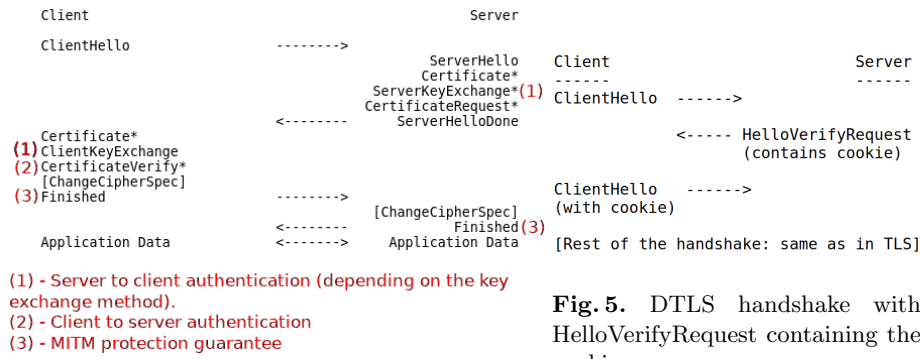 Client Server
ClientHello -------->
ServerHello
Certificate*
ServerKeyExchange*(1)
CertificateRequest*
<-------- ServerHelloDone
Certificate*
(1) ClientKeyExchange
(2) CertificateVerify*
[ChangeCipherSpec]
(3) Finished -------->
[ChangeCipherSpec]
<-------- Finished(3)
Application Data <-------> Application Data
(1) - Server to client authentication (depending on the key
exchange method).
(2) - Client to server authentication
(3) - MITM protection guarantee
Client Server
------ ------
ClientHello ------>
<----- HelloVerifyRequest
(contains cookie)
ClientHello ------>
(with cookie)
[Rest of the handshake: same as in TLS]
Fig. 5. DTLS handshake with
HelloVerifyRequest containing the